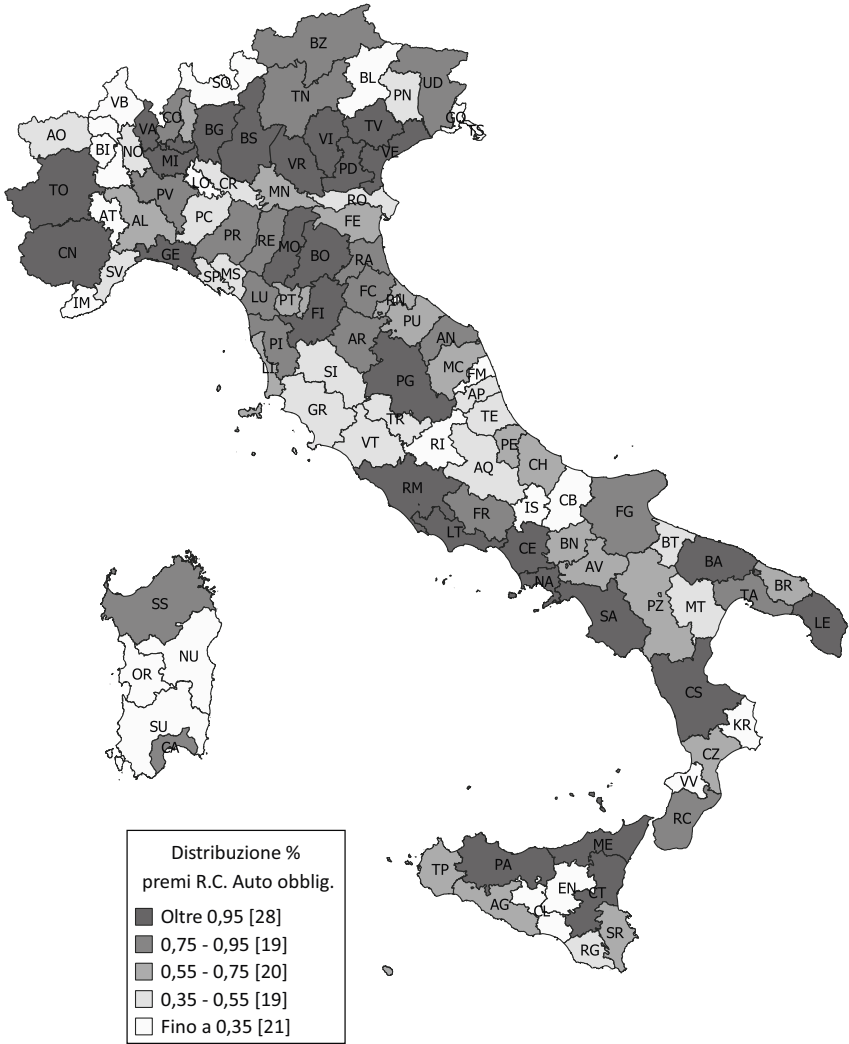 BZ
SO
BL
UD
PN
TN
VB
CO
GO
TS
AO
VA
BG
BS
VI
TV
VE
BI
NO
MI
VR
PD
TO
PV
LO
CR
MN
RO
AT
AL
PC
FE
PR
RE
MO
BO
RA
CN
GE
SV
SP
MS
LU
PT
FC
RN
IM
FI
PU
PI
AR
AN
LI
SI
PG
MC
FM
AP
GR
TR
TE
VT
RI
PE
AQ
CH
RM
IS
CB
FR
FG
LT
CE
BN
BT
NA
AV
BA
BR
SA
PZ
MT
TA
LE
SS
NU
OR
SU
CA
CS
KR
CZ
VV
RC
ME
PA
TP
EN
CT
AG
CL
SR
RG
Distribuzione %
premi R.C. Auto obblig.
Oltre 0,95 [28]
0,75 - 0,95 [19]
0,55 - 0,75 [20]
0,35 - 0,55 [19]
Fino a 0,35 [21]